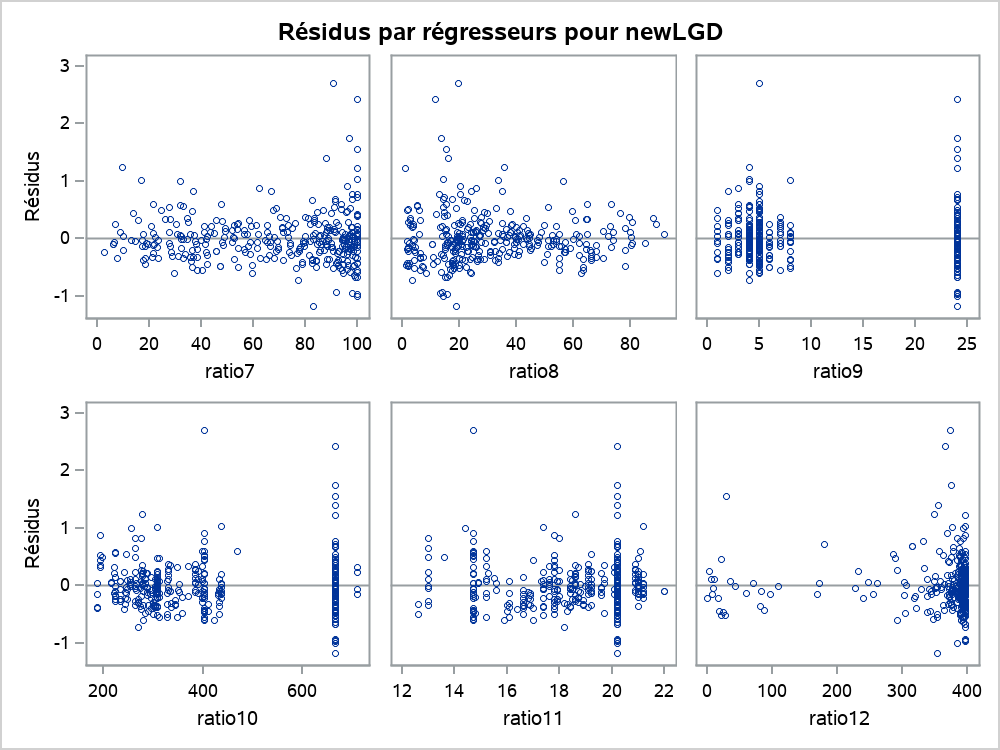 Résidus par régresseurs pour newLGD
Résidus
3
2
1
0
-1
0 20 40 60 80 100
ratio7
0 20 40 60 80
ratio8
0 5 10 15 20 25
ratio9
Résidus
3
2
1
0
-1
200 400 600
ratio10
12 14 16 18 20 22
ratio11
0 100 200 300 400
ratio12